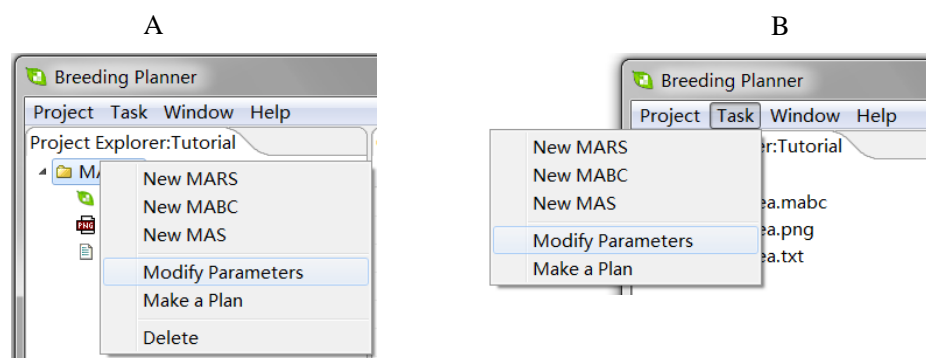 A
Breeding Planner
Project Task Window Help
Project Explorer:Tutorial
New MARS
New MABC
New MAS
Modify Parameters
Make a Plan
Delete
PNG
B
Breeding Planner
Project Task Window Help
er:Tutorial
New MARS
New MABC
New MAS
Modify Parameters
Make a Plan
ea.mabc
ea.png
ea.txt